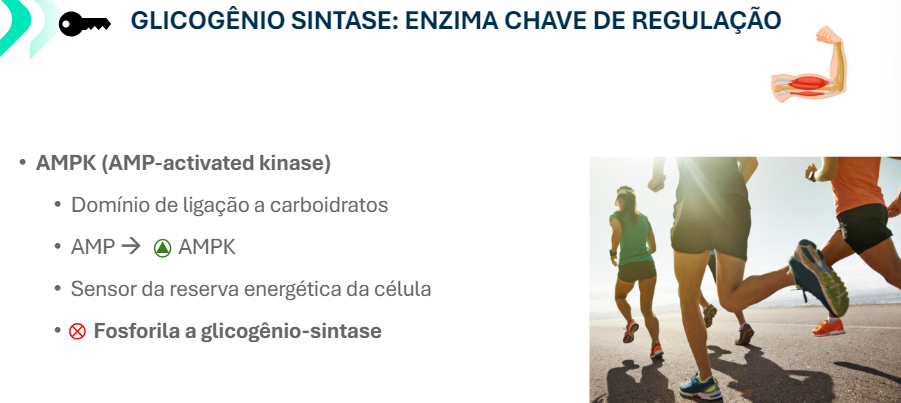 GLICOGÊNIO SINTASE: ENZIMA CHAVE DE REGULAÇÃO
• AMPK (AMP-activated kinase)
• Domínio de ligação a carboidratos
• AMP → AMPK
• Sensor da reserva energética da célula
• Fosforila a glicogênio-sintase